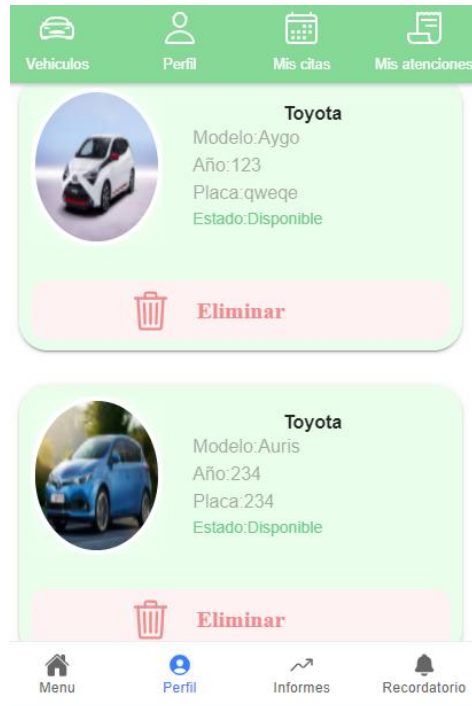 Vehiculos Perfil Mis citas Mis atenciones
Toyota
Modelo:Aygo
Año:123
Placa:qweqe
Estado:Disponible
Eliminar
Toyota
Modelo:Auris
Año:234
Placa:234
Estado:Disponible
Eliminar
Menu Perfil Informes Recordatorio